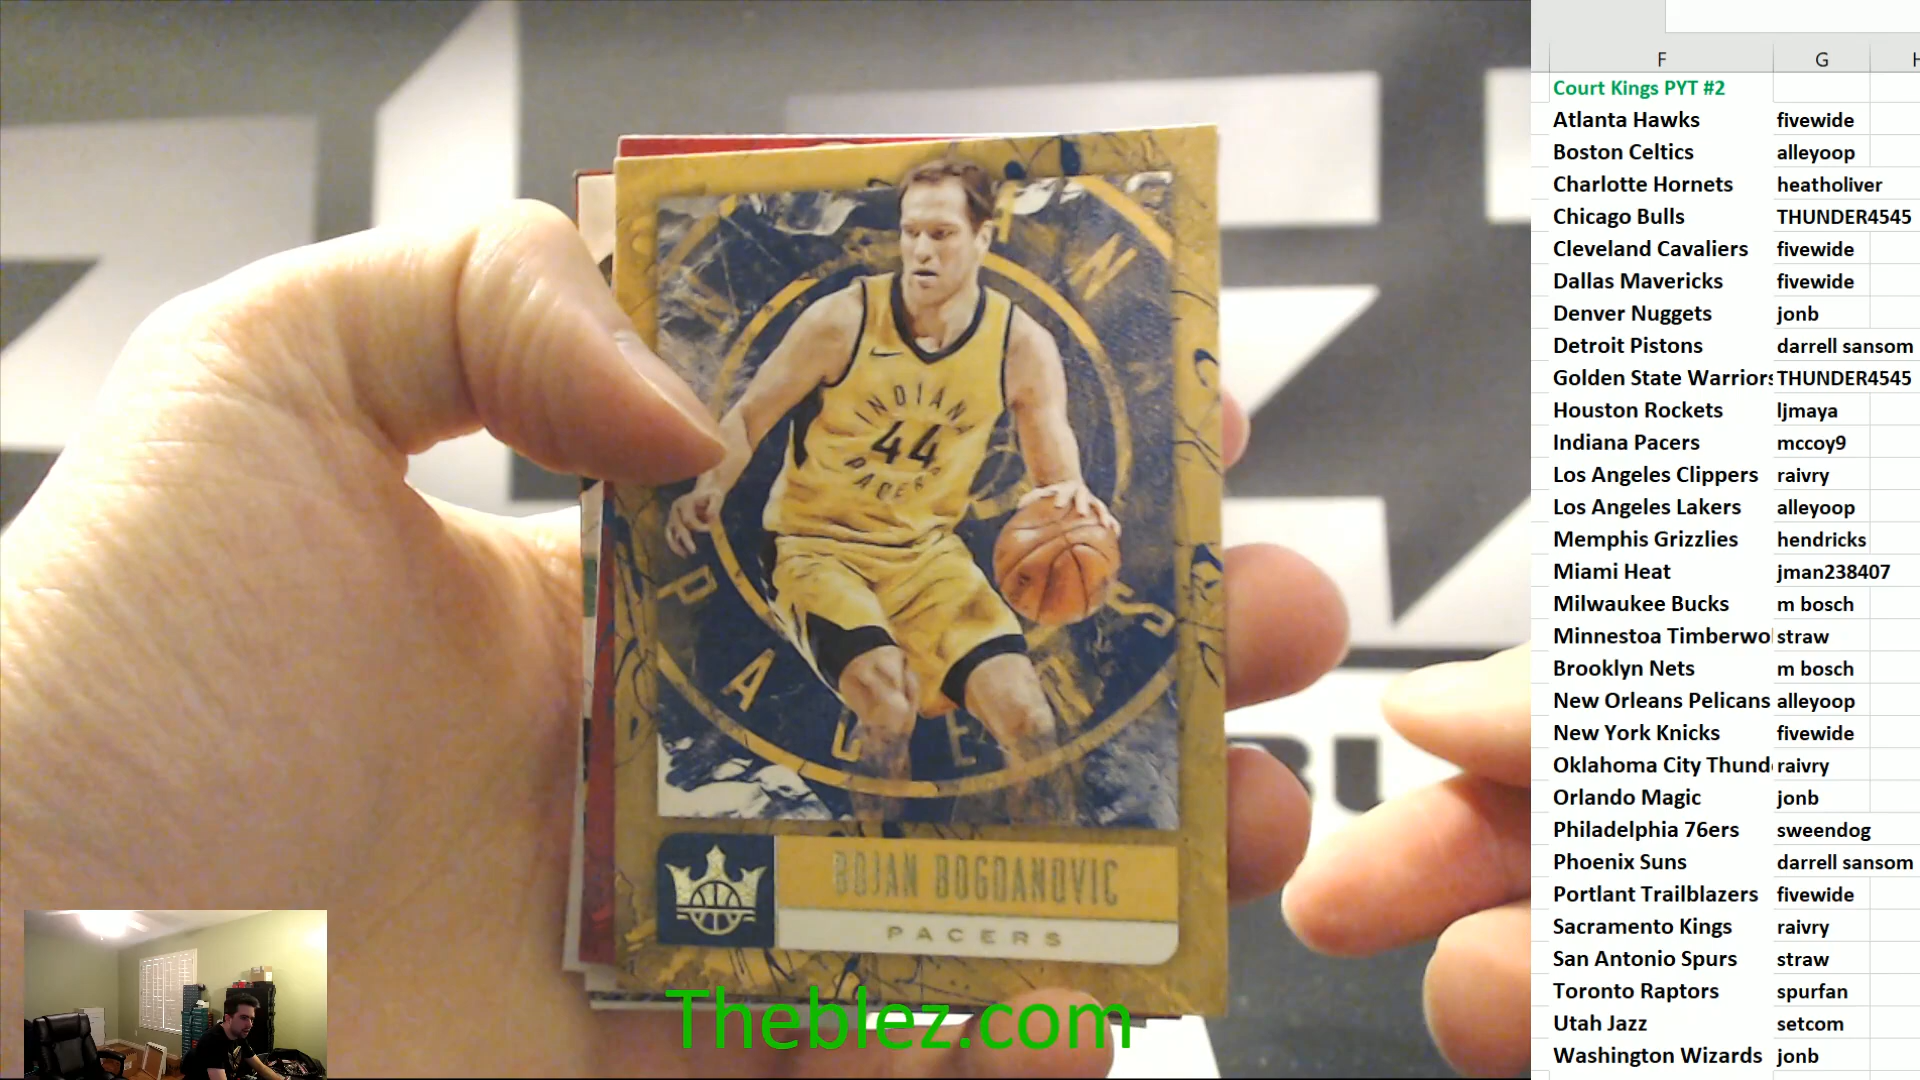 INDIANA
44
PACERS
PACERS
BOJAN BOGDANOVIC
PACERS
Theblez.com
F G H
Court Kings PYT #2
Atlanta Hawks fivewide
Boston Celtics alleyoop
Charlotte Hornets heatholiver
Chicago Bulls THUNDER4545
Cleveland Cavaliers fivewide
Dallas Mavericks fivewide
Denver Nuggets jonb
Detroit Pistons darrell sansom
Golden State Warriors THUNDER4545
Houston Rockets ljmaya
Indiana Pacers mccoy9
Los Angeles Clippers raivry
Los Angeles Lakers alleyoop
Memphis Grizzlies hendricks
Miami Heat jman238407
Milwaukee Bucks m bosch
Minnestoa Timberwo straw
Brooklyn Nets m bosch
New Orleans Pelicans alleyoop
New York Knicks fivewide
Oklahoma City Thund raivry
Orlando Magic jonb
Philadelphia 76ers sweendog
Phoenix Suns darrell sansom
Portlant Trailblazers fivewide
Sacramento Kings raivry
San Antonio Spurs straw
Toronto Raptors spurfan
Utah Jazz setcom
Washington Wizards jonb